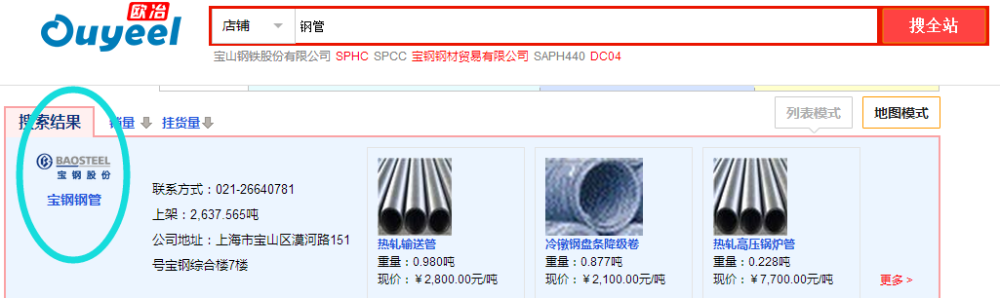 欧冶
Ouyeel
店铺
钢管
搜全站
宝山钢铁股份有限公司 SPHC SPCC 宝钢钢材贸易有限公司 SAPH440 DC04
搜索结果
销量
挂货量
列表模式
地图模式
BAOSTEEL
宝钢股份
宝钢钢管
联系方式：021-26640781
上架：2,637.565吨
公司地址：上海市宝山区漠河路151
号宝钢综合楼7楼
热轧输送管
重量：0.980吨
现价：￥2,800.00元/吨
冷镦钢盘条降级卷
重量：0.877吨
现价：￥2,100.00元/吨
热轧高压锅炉管
重量：0.228吨
现价：￥7,700.00元/吨
更多 >